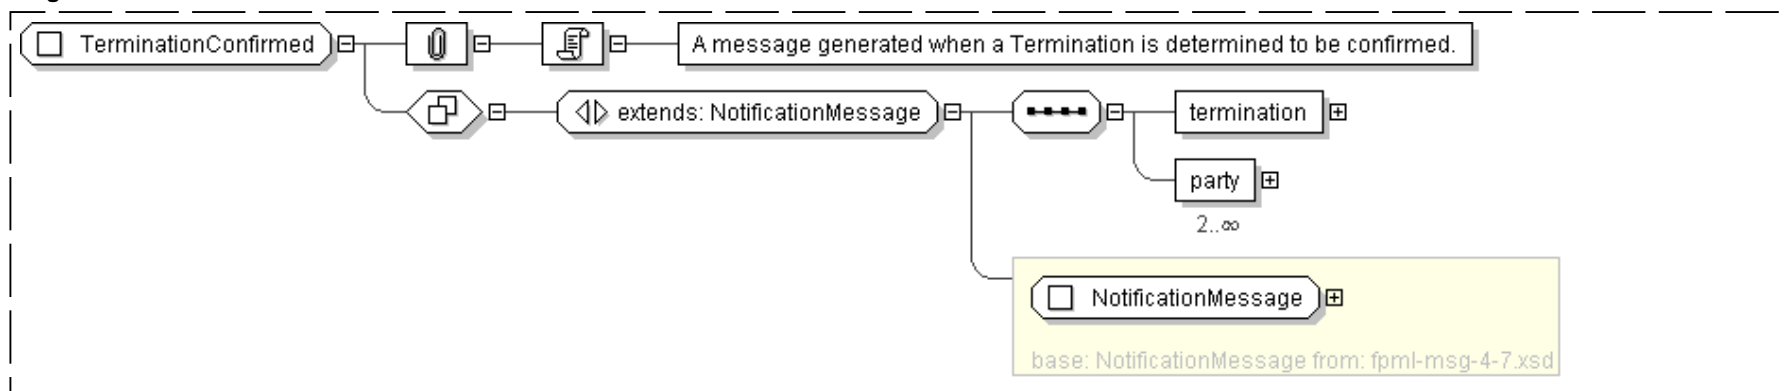 TerminationConfirmed
A message generated when a Termination is determined to be confirmed.
extends: NotificationMessage
termination
party
2..∞
NotificationMessage
base: NotificationMessage from: fpml-msg-4-7.xsd